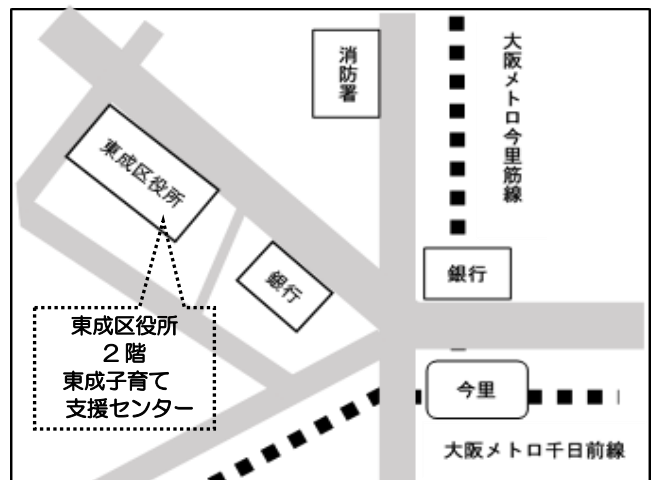 消防署
大阪メトロ今里筋線
東成区役所
銀行
銀行
東成区役所
２階
東成子育て
支援センター
今里
大阪メトロ千日前線